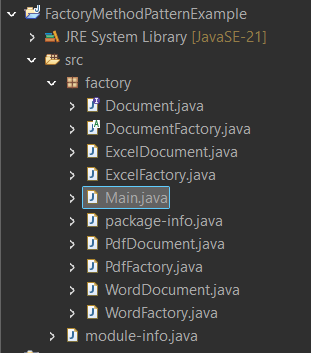 FactoryMethodPatternExample
JRE System Library [JavaSE-21]
src
factory
Document.java
DocumentFactory.java
ExcelDocument.java
ExcelFactory.java
Main.java
package-info.java
PdfDocument.java
PdfFactory.java
WordDocument.java
WordFactory.java
module-info.java